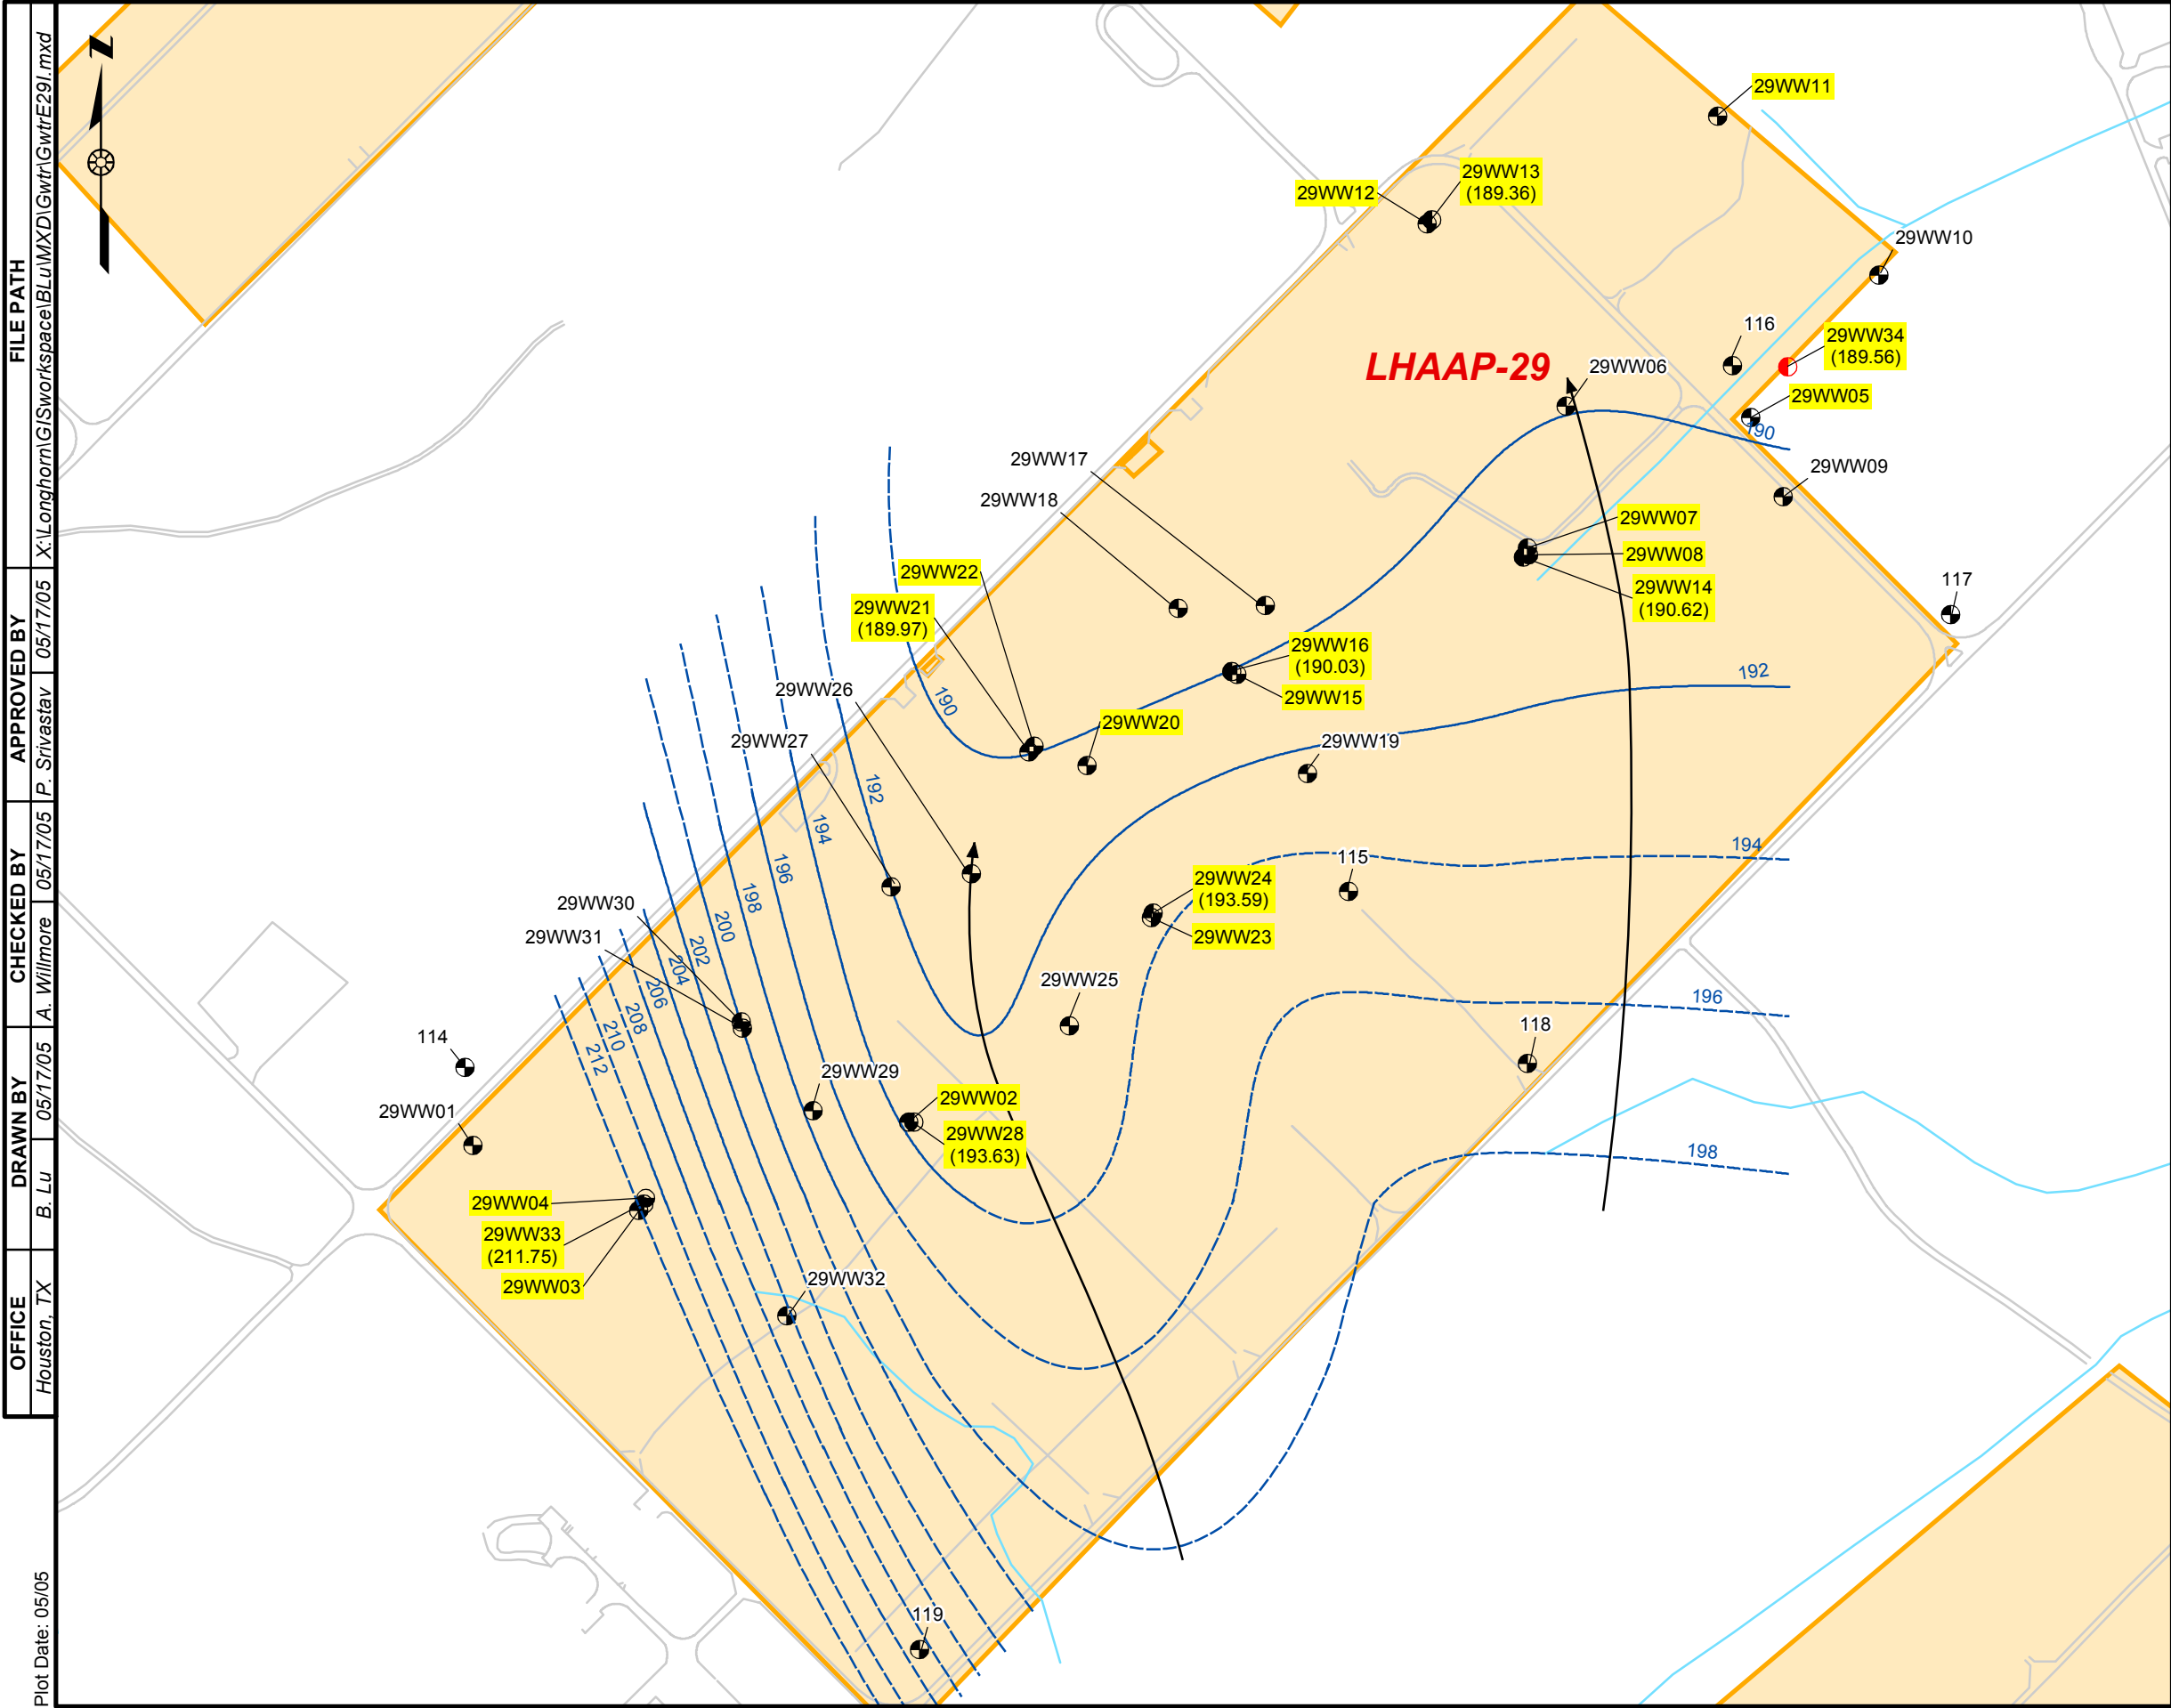 FILE PATH
X:\Longhorn\GISworkspace\BLu\MXD\Gwtr\GwtrE29I.mxd
APPROVED BY
P. Srivastav 05/17/05
CHECKED BY
A. Willmore 05/17/05
DRAWN BY
B. Lu 05/17/05
OFFICE
Houston, TX
Plot Date: 05/05
N
29WW11
29WW13
(189.36)
29WW12
29WW10
116
29WW34
(189.56)
LHAAP-29
29WW06
29WW05
190
29WW17
29WW09
29WW18
29WW07
29WW08
29WW22
29WW14
(190.62)
117
29WW21
(189.97)
29WW16
(190.03)
29WW15
192
29WW26
190
29WW20
29WW27
29WW19
192
194
194
115
196
29WW24
(193.59)
198
29WW30
200
29WW23
29WW31
202
204
29WW25
206
196
208
210
118
114
212
29WW29
29WW02
29WW01
29WW28
(193.63)
198
29WW04
29WW33
(211.75)
29WW03
29WW32
119